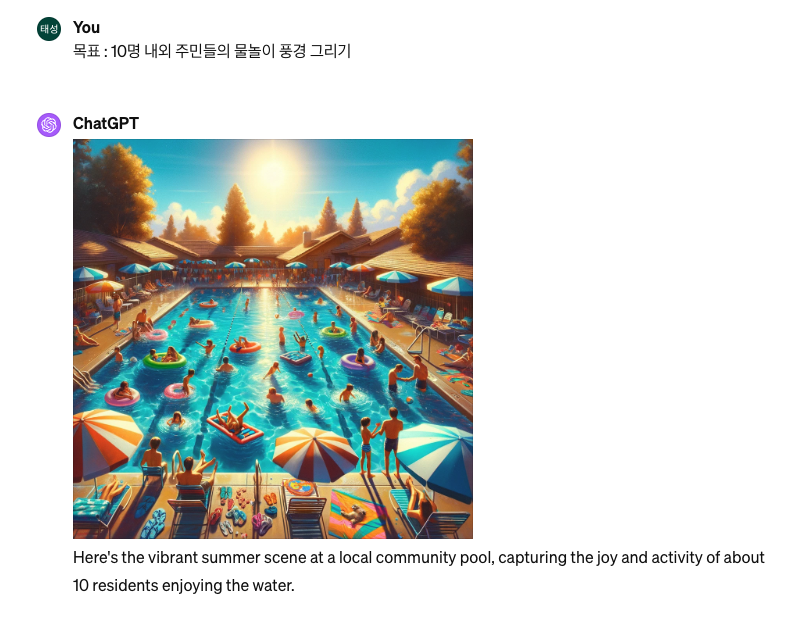 태성
You
목표 : 10명 내외 주민들의 물놀이 풍경 그리기
ChatGPT
Here's the vibrant summer scene at a local community pool, capturing the joy and activity of about
10 residents enjoying the water.